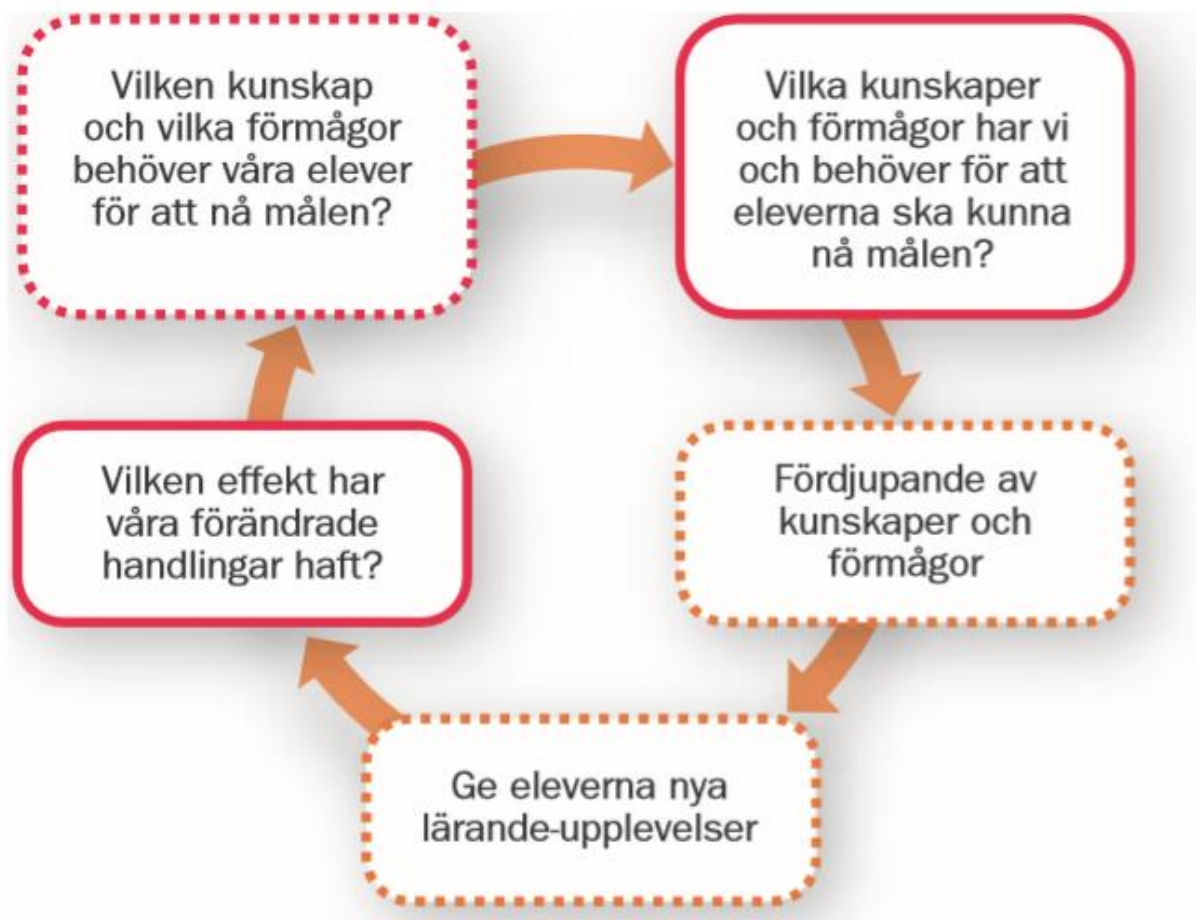 Vilken kunskap
och vilka förmågor
behöver våra elever
för att nå målen?
Vilka kunskaper
och förmågor har vi
och behöver för att
eleverna ska kunna
nå målen?
Fördjupande av
kunskaper och
förmågor
Ge eleverna nya
lärande-upplevelser
Vilken effekt har
våra förändrade
handlingar haft?